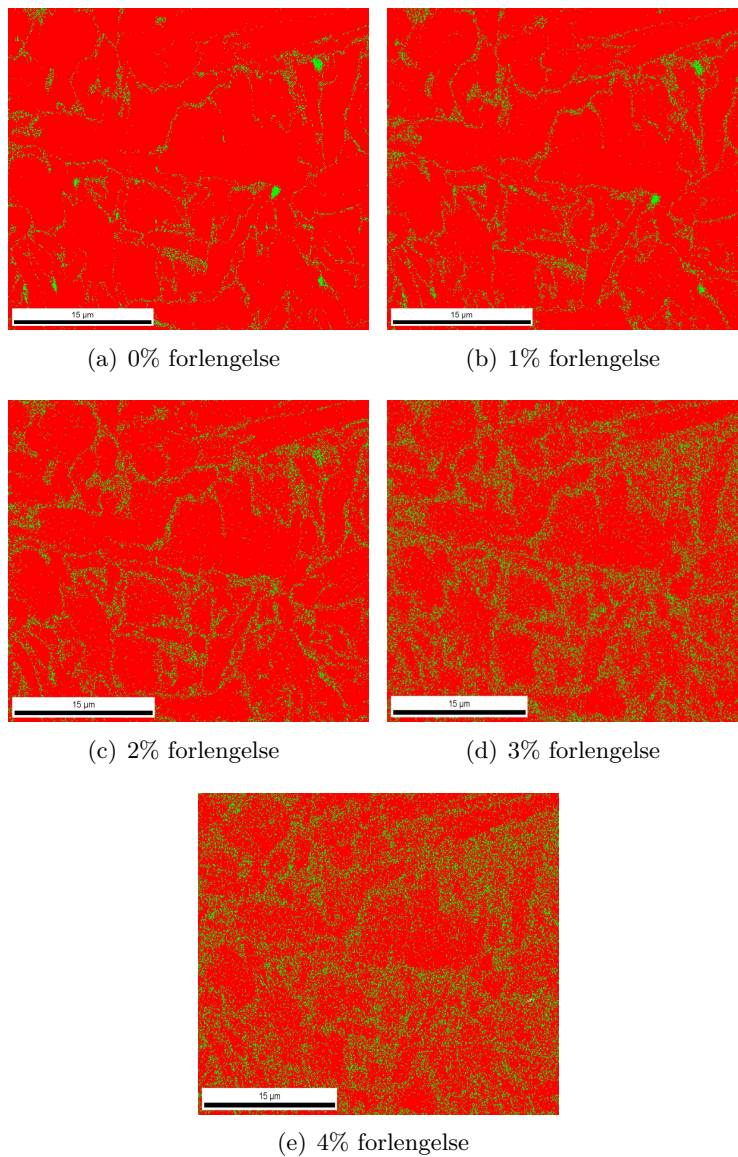 15 µm
15 µm
(a) 0% forlengelse
(b) 1% forlengelse
15 µm
15 µm
(c) 2% forlengelse
(d) 3% forlengelse
15 µm
(e) 4% forlengelse